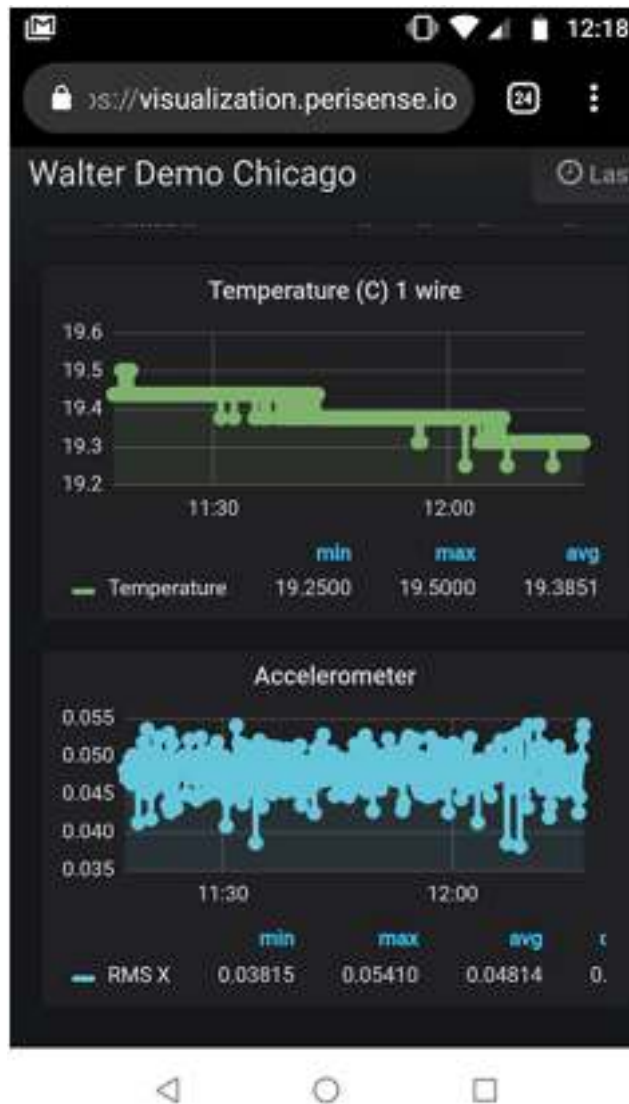 12:18
ps://visualization.perisense.io 24
Walter Demo Chicago Las
Temperature (C) 1 wire
19.6
19.5
19.4
19.3
19.2
11:30 12:00
min max avg
Temperature 19.2500 19.5000 19.3851
Accelerometer
0.055
0.050
0.045
0.040
0.035
11:30 12:00
min max avg c
RMS X 0.03815 0.05410 0.04814 0.